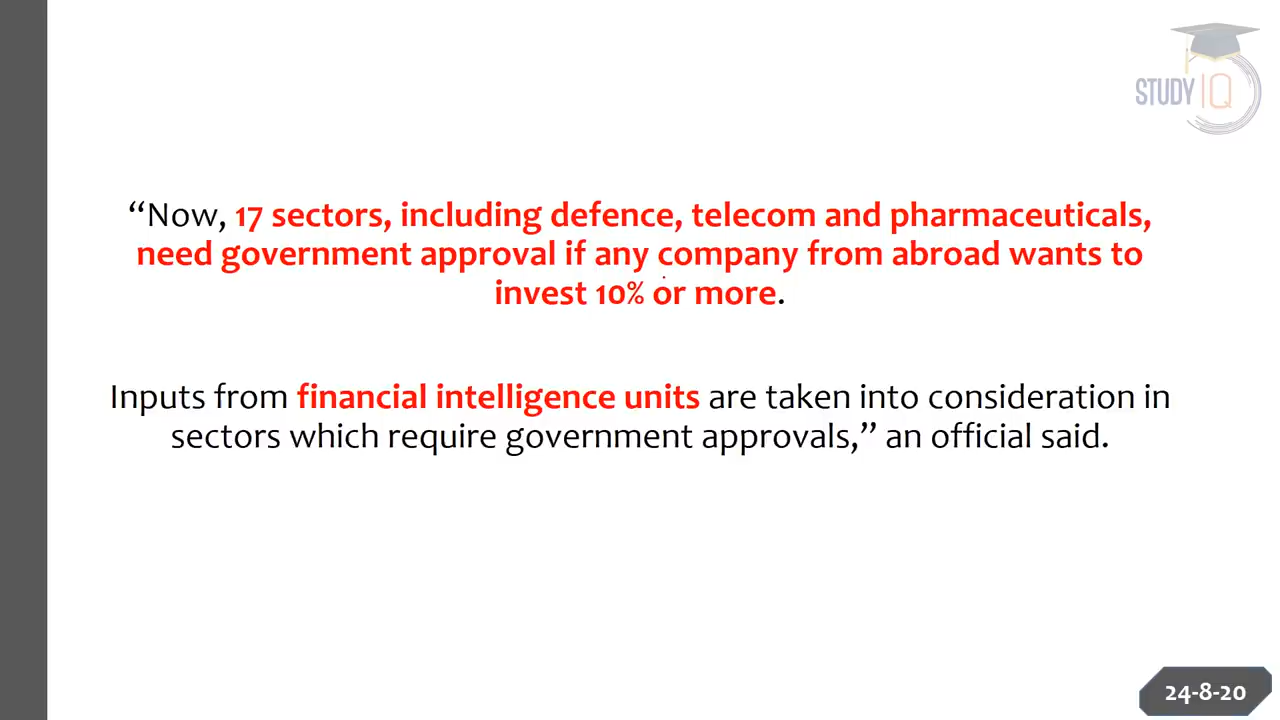 STUDY IQ
“Now, 17 sectors, including defence, telecom and pharmaceuticals,
need government approval if any company from abroad wants to
invest 10% or more.
Inputs from financial intelligence units are taken into consideration in
sectors which require government approvals,” an official said.
24-8-20